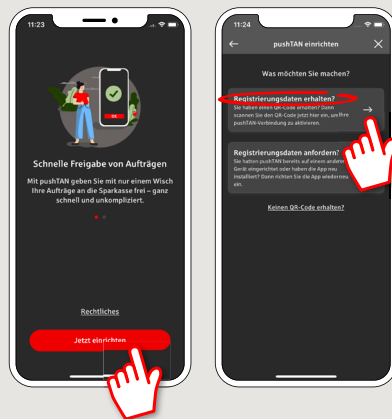 11:23
OK
Schnelle Freigabe von Aufträgen
Mit pushTAN geben Sie mit nur einem Wisch
Ihre Aufträge an die Sparkasse frei – ganz
schnell und unkompliziert.
Rechtliches
Jetzt einrichten
11:24
pushTAN einrichten
Was möchten Sie machen?
Registrierungsdaten erhalten?
Sie haben einen QR-Code erhalten? Dann
scannen Sie den QR-Code jetzt hier ein, um Ihre
pushTAN-Verbindung zu aktivieren.
Registrierungsdaten anfordern?
Sie hatten pushTAN bereits auf einem anderen
Gerät eingerichtet oder haben die App neu
installiert? Dann richten Sie die App wieder neu
ein.
Keinen QR-Code erhalten?